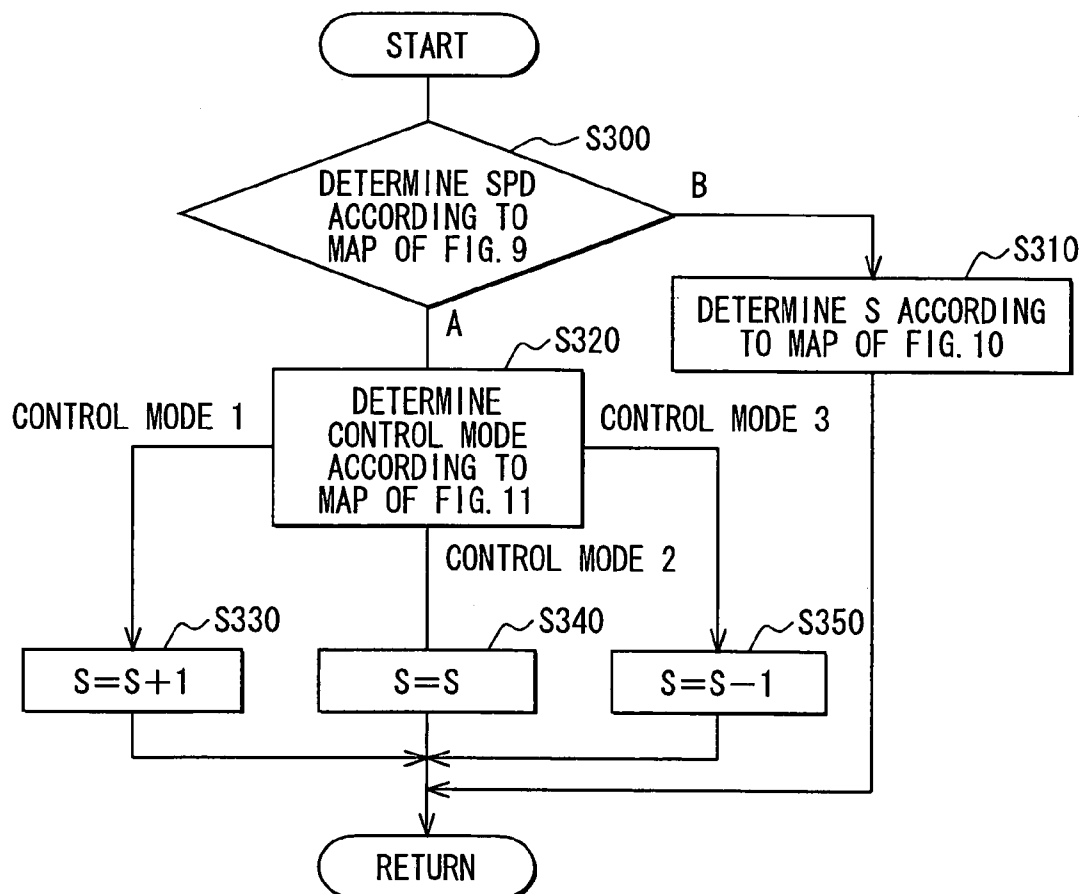 START
S300
DETERMINE SPD
ACCORDING TO
MAP OF FIG.9
B
S310
DETERMINE S ACCORDING
TO MAP OF FIG.10
A
S320
DETERMINE
CONTROL MODE
ACCORDING TO
MAP OF FIG.11
CONTROL MODE 1
CONTROL MODE 3
CONTROL MODE 2
S330
S=S+1
S340
S=S
S350
S=S−1
RETURN